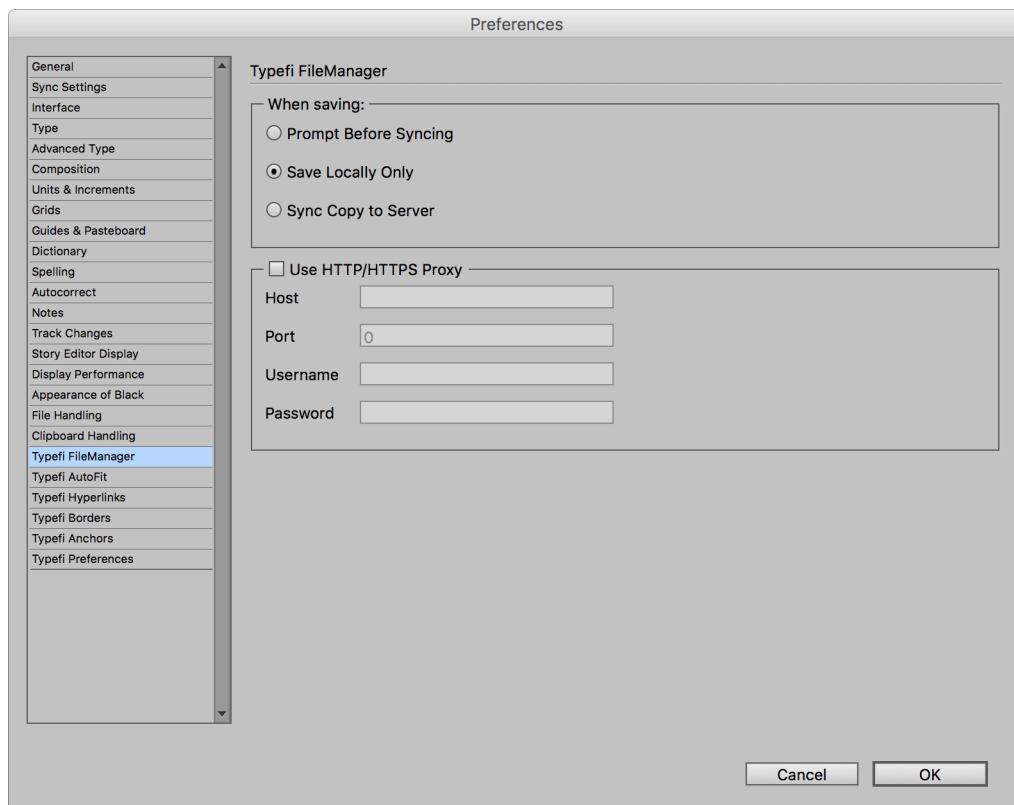 Preferences
General
Sync Settings
Interface
Type
Advanced Type
Composition
Units & Increments
Grids
Guides & Pasteboard
Dictionary
Spelling
Autocorrect
Notes
Track Changes
Story Editor Display
Display Performance
Appearance of Black
File Handling
Clipboard Handling
Typefi FileManager
Typefi AutoFit
Typefi Hyperlinks
Typefi Borders
Typefi Anchors
Typefi Preferences
Typefi FileManager
When saving:
Prompt Before Syncing
Save Locally Only
Sync Copy to Server
Use HTTP/HTTPS Proxy
Host
Port 0
Username
Password
Cancel OK